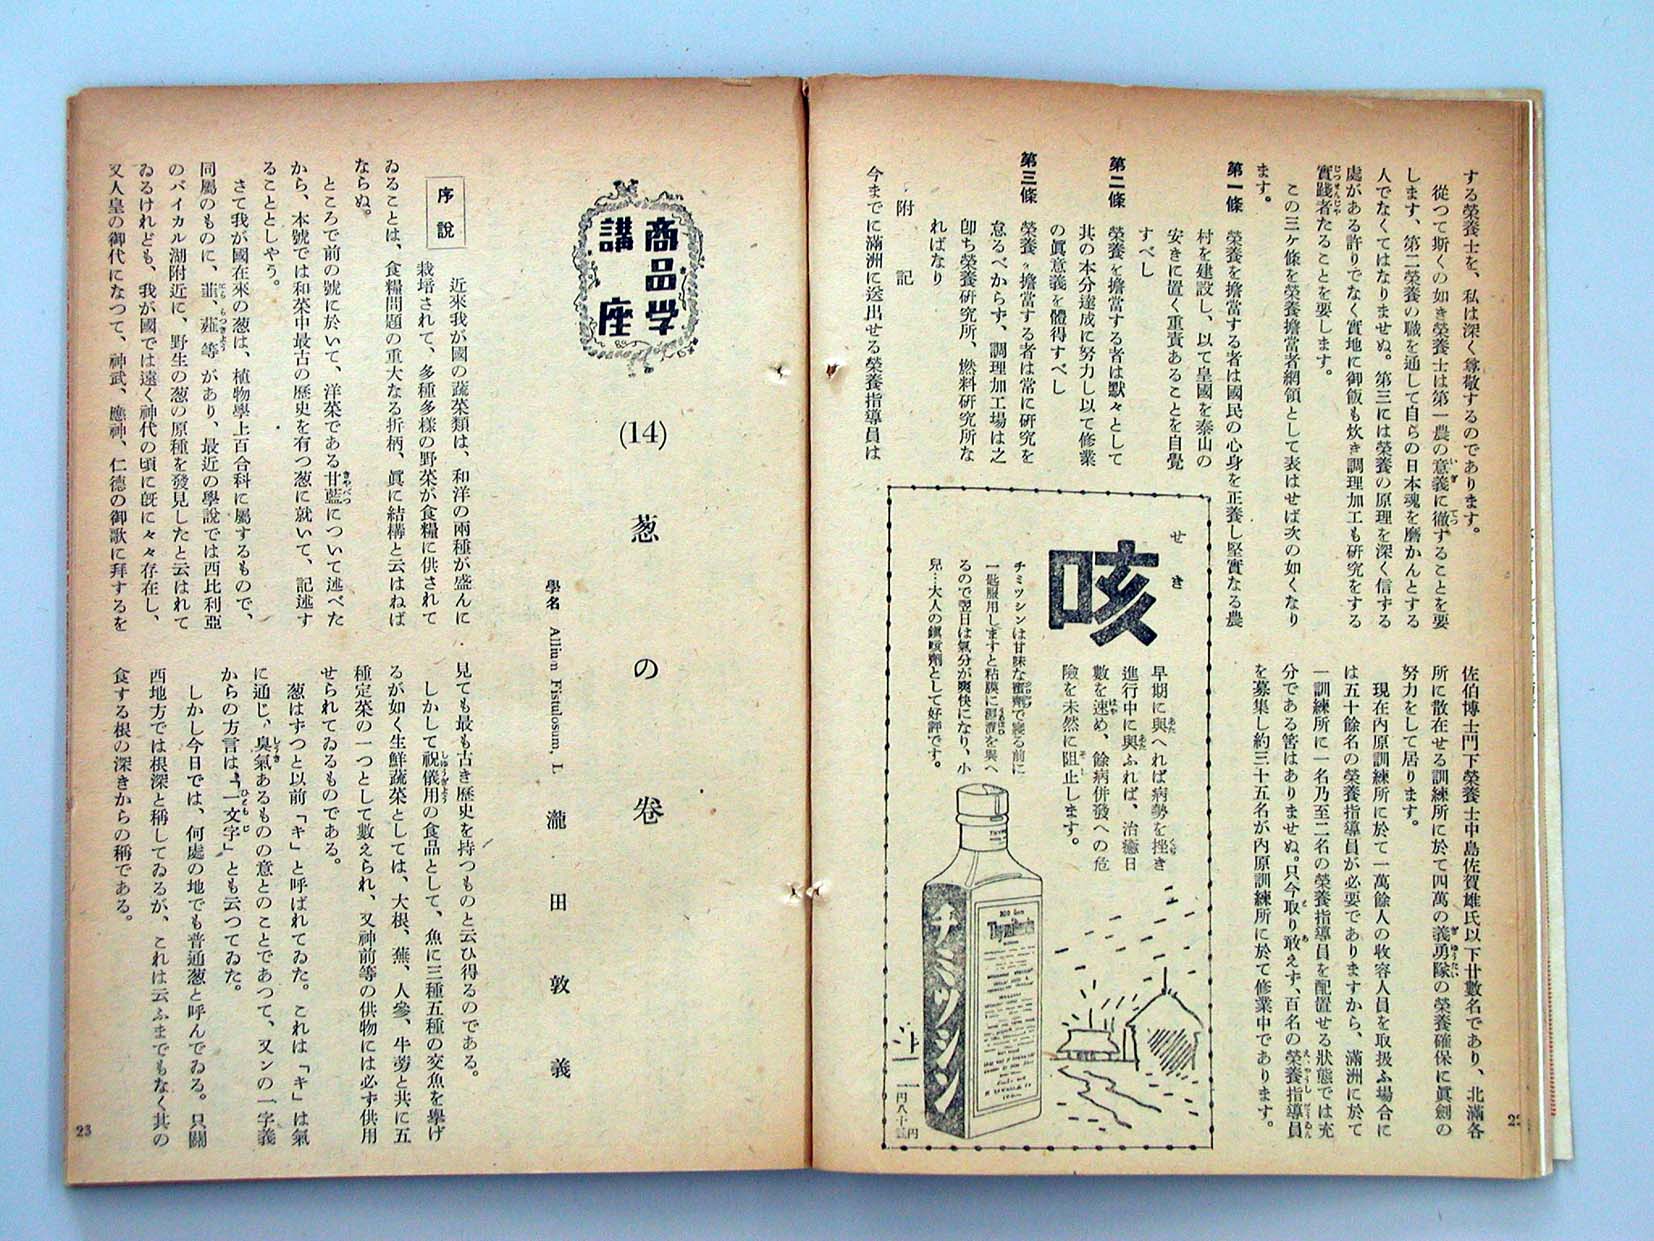 する榮養士を、私は深く尊敬するのであります。
從つて斯くの如き榮養士は第一農の意義に徹することを要
します、第二榮養の職を通して自らの日本魂を磨かんとする
人でなくてはなりませぬ。第三には榮養の原理を深く信ずる
處がある許りでなく實地に御飯も炊き調理加工も研究をする
實踐者たることを要します。
この三ケ條を榮養擔當者網領として表はせば次の如くなり
ます。
第一條 榮養を擔當する者は國民の心身を正養し堅實なる農
村を建設し、以て皇國を泰山の
安きに置く重責あることを自覺
すべし
第二條 榮養を擔當する者は默々として
其の本分達成に努力し以て修業
の眞意義を體得すべし
第三條 榮養を擔當する者は常に研究を
怠るべからず、調理加工場は之
卽ち榮養研究所、燃料研究所な
ればなり
附記
今までに滿洲に送出せる榮養指導員は
佐伯博士門下榮養士中島佐賀雄氏以下廿數名であり、北滿各
所に散在せる訓練所に於て四萬の義勇隊の榮養確保に眞劍の
努力をして居ります。
現在内原訓練所に於て一萬餘人の收容人員を取扱ふ場合に
は五十餘名の榮養指導員が必要でありますから、滿洲に於て
一訓練所に一名乃至二名の榮養指導員を配置せる狀態では充
分である筈はありませぬ。只今取り敢えず、百名の榮養指導員
を募集し約三十五名が内原訓練所に於て修業中であります。
せき
咳
早期に與へれば病勢を挫き
進行中に與ふれば、治癒日
數を速め、餘病併發への危
險を未然に阻止します。
チミツシンは甘味な蜜劑で寢る前に
一匙服用しますと粘膜に濕潤を與へ
るので翌日は氣分が爽快になり、小
兒…大人の鎭咳劑として好評です。
チミツシン
一円八十錢
22
商品學
講座
(14) 葱の卷
學名 Allium Fistulosum, L
瀧田敦義
序說
近來我が國の蔬菜類は、和洋の兩種が盛んに
栽培されて、多種多樣の野菜が食糧に供されて
ゐることは、食糧問題の重大なる折柄、眞に結構と云はねば
ならぬ。
ところで前の號に於いて、洋菜である甘藍について述べた
から、本號では和菜中最古の歷史を有つ葱に就いて、記述す
ることとしやう。
さて我が國在來の葱は、植物學上百合科に屬するもので、
同屬のものに、韮、薤等があり、最近の學說では西比利亞
のバイカル湖附近に、野生の葱の原種を發見したと云はれて
ゐるけれども、我が國では遠く神代の頃に旣に々々存在し、
又人皇の御代になつて、神武、應神、仁德の御歌に拜するを
見ても最も古き歷史を持つものと云ひ得るのである。
しかして祝儀用の食品として、魚に三種五種の交魚を擧げ
るが如く生鮮蔬菜としては、大根、蕪、人參、牛蒡と共に五
種定菜の一つとして數えられ、又神前等の供物には必ず供用
せられてゐるものである。
葱はずつと以前「キ」と呼ばれてゐた。これは「キ」は氣
に通じ、臭氣あるものの意とのことであつて、又ンの一字義
からの方言は「一文字」とも云つてゐた。
しかし今日では、何處の地でも普通葱と呼んでゐる。只關
西地方では根深と稱してゐるが、これは云ふまでもなく其の
食する根の深きからの稱である。
23